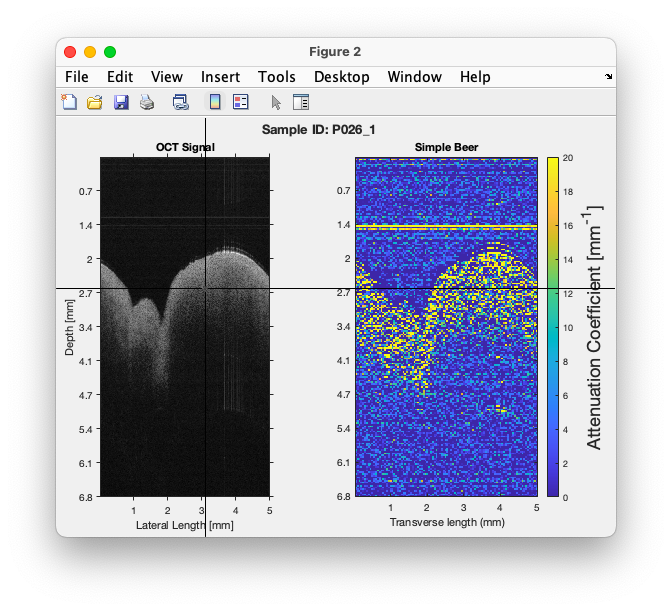 Figure 2
File Edit View Insert Tools Desktop Window Help
Sample ID: P026_1
OCT Signal
Simple Beer
0.7
1.4
2
2.7
3.4
4.1
4.7
5.4
6.1
6.8
Depth [mm]
1 2 3 4 5
Lateral Length [mm]
0.7
1.4
2
2.7
3.4
4.1
4.7
5.4
6.1
6.8
1 2 3 4 5
Transverse length (mm)
20
18
16
14
12
10
8
6
4
2
0
Attenuation Coefficient [mm⁻¹]